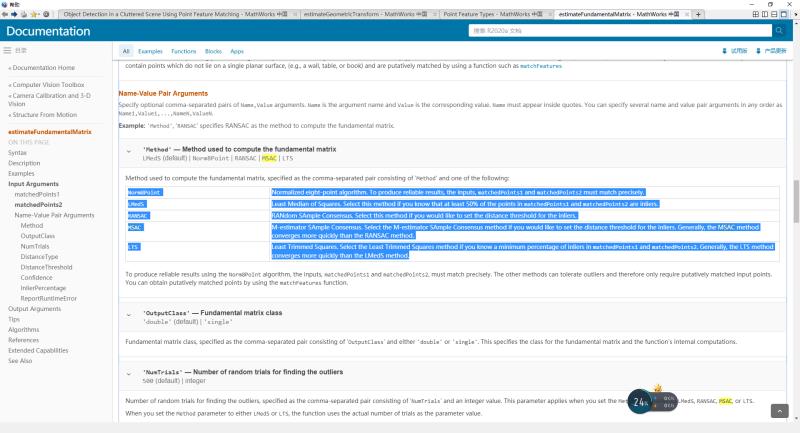 帮助
Object Detection in a Cluttered Scene Using Point Feature Matching - MathWorks 中国
estimateGeometricTransform - MathWorks 中国
Point Feature Types - MathWorks 中国
estimateFundamentalMatrix - MathWorks 中国
Documentation
搜索 R2020a 文档
目录
All Examples Functions Blocks Apps
试用版 产品更新
« Documentation Home
« Computer Vision Toolbox
« Camera Calibration and 3-D
Vision
« Structure From Motion
estimateFundamentalMatrix
ON THIS PAGE
Syntax
Description
Examples
Input Arguments
matchedPoints1
matchedPoints2
Name-Value Pair Arguments
Method
OutputClass
NumTrials
DistanceType
DistanceThreshold
Confidence
InlierPercentage
ReportRuntimeError
Output Arguments
Tips
Algorithms
References
Extended Capabilities
See Also
contain points which do not lie on a single planar surface, (e.g., a wall, table, or book) and are putatively matched by using a function such as matchFeatures
Name-Value Pair Arguments
Specify optional comma-separated pairs of Name,Value arguments. Name is the argument name and Value is the corresponding value. Name must appear inside quotes. You can specify several name and value pair arguments in any order as
Name1,Value1,...,NameN,ValueN.
Example: 'Method','RANSAC' specifies RANSAC as the method to compute the fundamental matrix.
'Method' — Method used to compute the fundamental matrix
LMedS (default) | Norm8Point | RANSAC | MSAC | LTS
Method used to compute the fundamental matrix, specified as the comma-separated pair consisting of 'Method' and one of the following:
Norm8Point Normalized eight-point algorithm. To produce reliable results, the inputs, matchedPoints1 and matchedPoints2 must match precisely.
LMedS Least Median of Squares. Select this method if you know that at least 50% of the points in matchedPoints1 and matchedPoints2 are inliers.
RANSAC RANdom SAmple Consensus. Select this method if you would like to set the distance threshold for the inliers.
MSAC M-estimator SAmple Consensus. Select the M-estimator SAmple Consensus method if you would like to set the distance threshold for the inliers. Generally, the MSAC method
converges more quickly than the RANSAC method.
LTS Least Trimmed Squares. Select the Least Trimmed Squares method if you know a minimum percentage of inliers in matchedPoints1 and matchedPoints2. Generally, the LTS method
converges more quickly than the LMedS method.
To produce reliable results using the Norm8Point algorithm, the inputs, matchedPoints1 and matchedPoints2, must match precisely. The other methods can tolerate outliers and therefore only require putatively matched input points.
You can obtain putatively matched points by using the matchFeatures function.
'OutputClass' — Fundamental matrix class
'double' (default) | 'single'
Fundamental matrix class, specified as the comma-separated pair consisting of 'OutputClass' and either 'double' or 'single'. This specifies the class for the fundamental matrix and the function's internal computations.
'NumTrials' — Number of random trials for finding the outliers
500 (default) | integer
Number of random trials for finding the outliers, specified as the comma-separated pair consisting of 'NumTrials' and an integer value. This parameter applies when you set the LMedS, RANSAC, MSAC, or LTS.
When you set the Method parameter to either LMedS or LTS, the function uses the actual number of trials as the parameter value.
24%